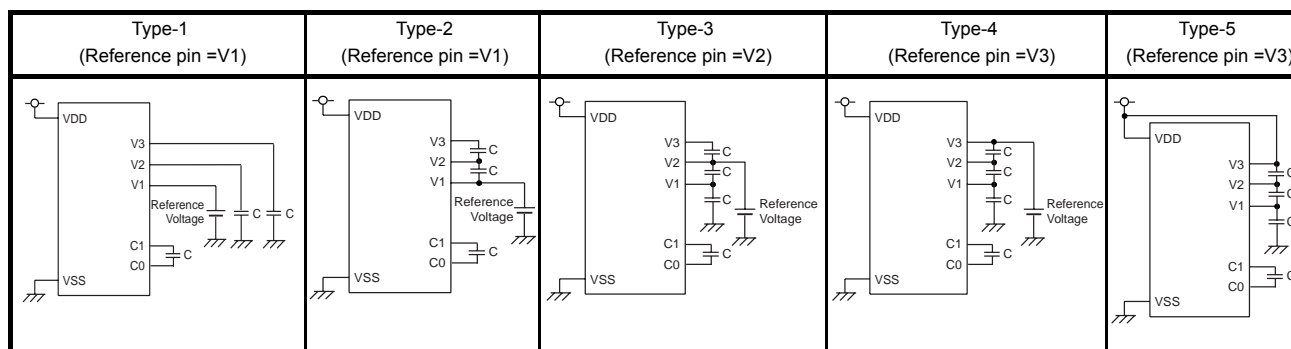 Type-1
(Reference pin =V1)
Type-2
(Reference pin =V1)
Type-3
(Reference pin =V2)
Type-4
(Reference pin =V3)
Type-5
(Reference pin =V3)
VDD
V3
V2
V1
Reference
Voltage
C
C
C1
C
C0
VSS
VDD
V3
C
V2
C
V1
Reference
Voltage
C1
C
C0
VSS
VDD
V3
C
V2
C
V1
C
Reference
Voltage
C1
C
C0
VSS
VDD
V3
C
V2
C
V1
C
Reference
Voltage
C1
C
C0
VSS
VDD
V3
C
V2
C
V1
C
C1
C
C0
VSS